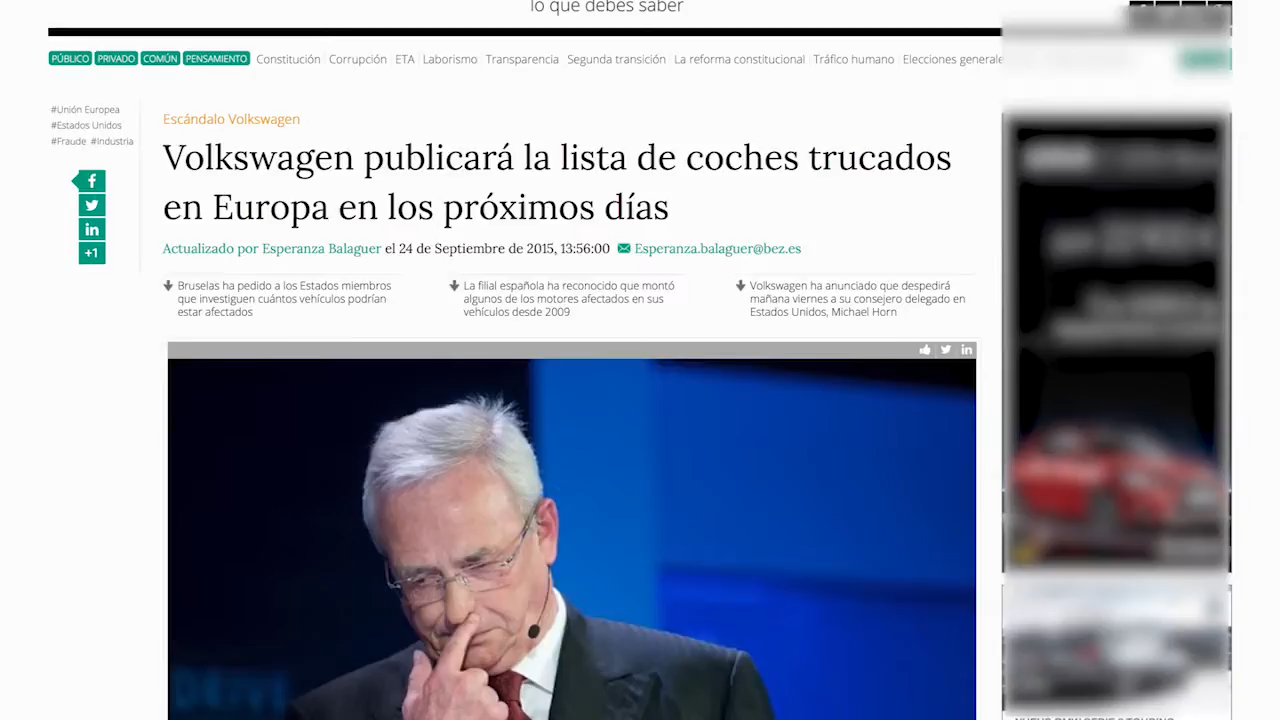 lo que debes saber
PÚBLICO PRIVADO COMÚN PENSAMIENTO Constitución Corrupción ETA Laborismo Transparencia Segunda transición La reforma constitucional Tráfico humano Elecciones generale
#Unión Europea
#Estados Unidos
#Fraude #Industria
Escándalo Volkswagen
Volkswagen publicará la lista de coches trucados
en Europa en los próximos días
Actualizado por Esperanza Balaguer el 24 de Septiembre de 2015, 13:56:00 Esperanza.balaguer@bez.es
f
in
+1
Bruselas ha pedido a los Estados miembros
que investiguen cuántos vehículos podrían
estar afectados
La filial española ha reconocido que montó
algunos de los motores afectados en sus
vehículos desde 2009
Volkswagen ha anunciado que despedirá
mañana viernes a su consejero delegado en
Estados Unidos, Michael Horn
in
DRIVE